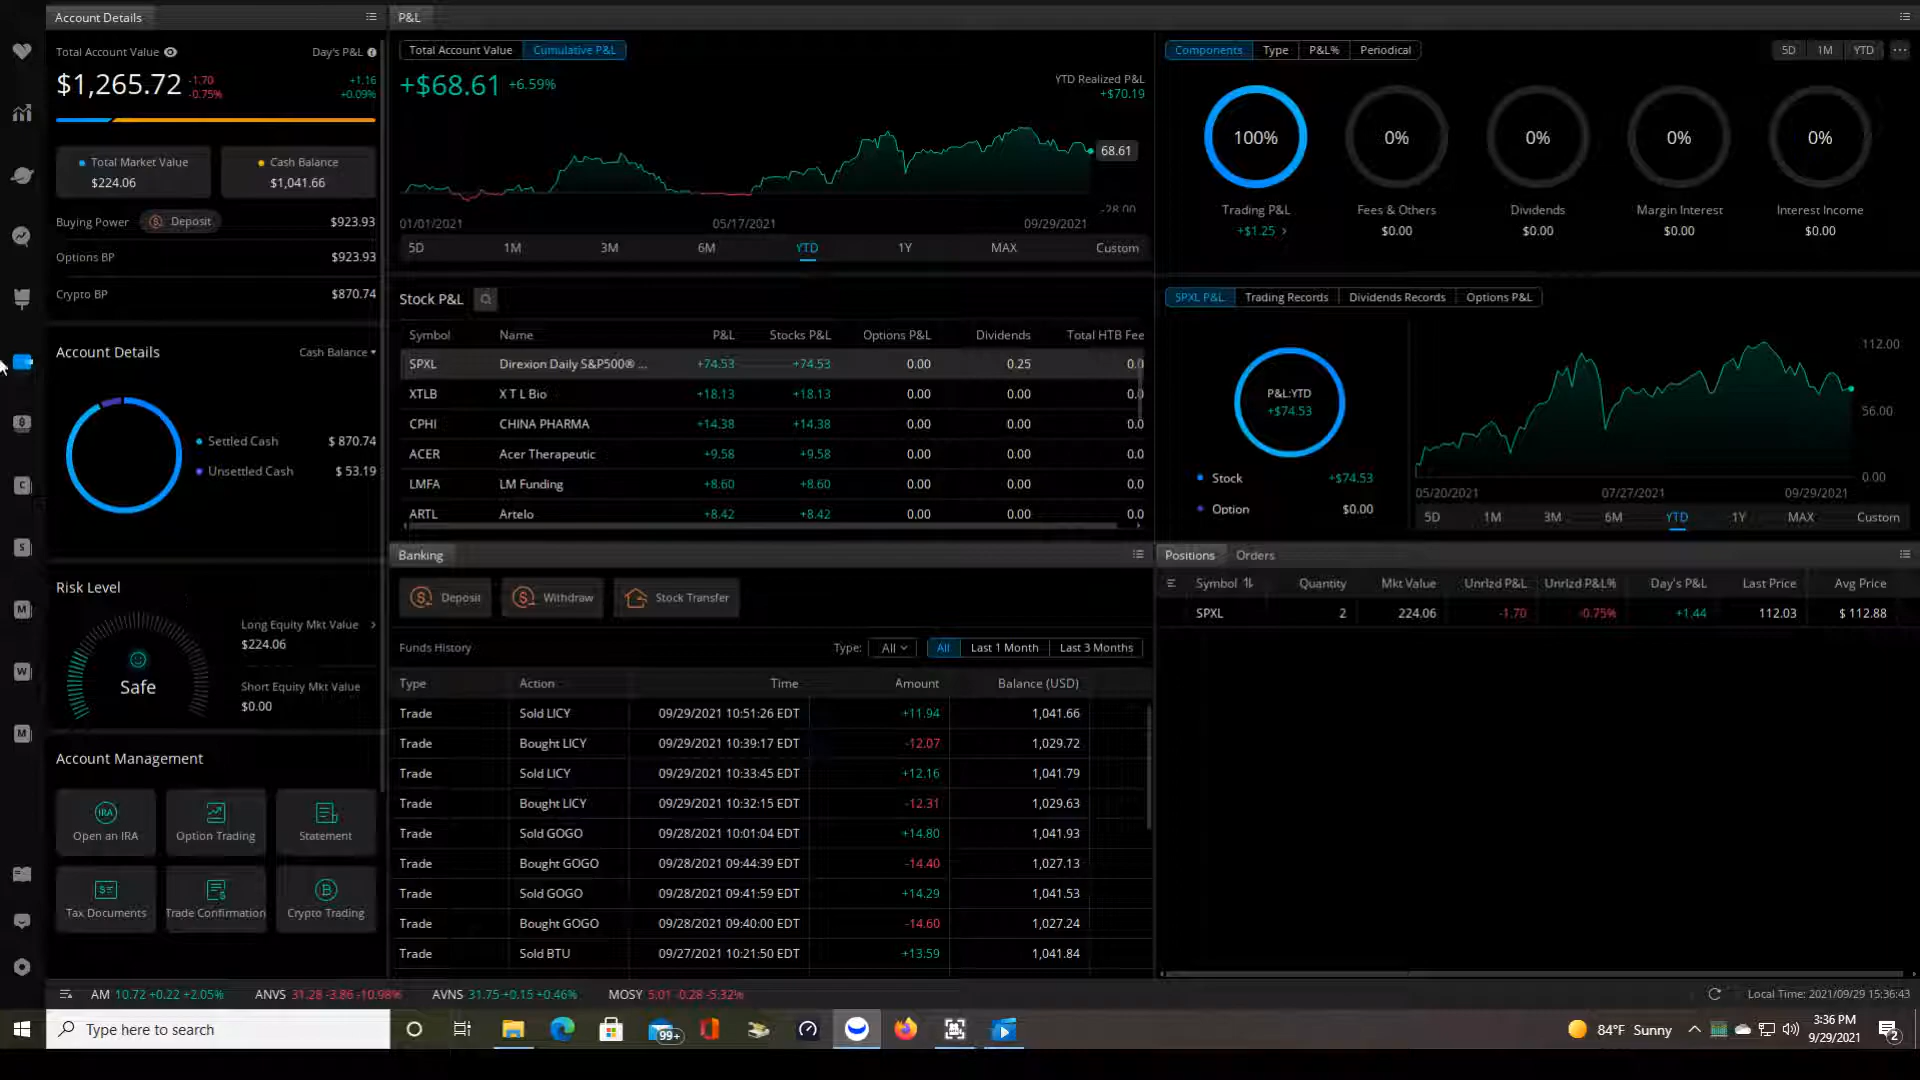 Account Details
Total Account Value
Day's P&L
$1,265.72
-1.70
-0.75%
+1.16
+0.09%
Total Market Value
$224.06
Cash Balance
$1,041.66
Buying Power
Deposit
$923.93
Options BP
$923.93
Crypto BP
$870.74
Account Details
Cash Balance
Settled Cash
$ 870.74
Unsettled Cash
$ 53.19
Risk Level
Safe
Long Equity Mkt Value
$224.06
Short Equity Mkt Value
$0.00
Account Management
IRA
Open an IRA
Option Trading
Statement
Tax Documents
Trade Confirmation
Crypto Trading
P&L
Total Account Value
Cumulative P&L
+$68.61
+6.59%
YTD Realized P&L
+$70.19
68.61
-28.00
01/01/2021
05/17/2021
09/29/2021
5D 1M 3M 6M YTD 1Y MAX Custom
Stock P&L
Symbol Name P&L Stocks P&L Options P&L Dividends Total HTB Fee
SPXL Direxion Daily S&P500® ... +74.53 +74.53 0.00 0.25 0.0
XTLB X T L Bio +18.13 +18.13 0.00 0.00 0.0
CPHI CHINA PHARMA +14.38 +14.38 0.00 0.00 0.0
ACER Acer Therapeutic +9.58 +9.58 0.00 0.00 0.0
LMFA LM Funding +8.60 +8.60 0.00 0.00 0.0
ARTL Artelo +8.42 +8.42 0.00 0.00 0.0
Components Type P&L% Periodical
5D 1M YTD ...
100% 0% 0% 0% 0%
Trading P&L Fees & Others Dividends Margin Interest Interest Income
+$1.25 > $0.00 $0.00 $0.00 $0.00
SPXL P&L Trading Records Dividends Records Options P&L
P&L:YTD
+$74.53
Stock +$74.53
Option $0.00
112.00
56.00
0.00
05/20/2021 07/27/2021 09/29/2021
5D 1M 3M 6M YTD 1Y MAX Custom
Banking
Deposit Withdraw Stock Transfer
Funds History
Type: All
All Last 1 Month Last 3 Months
Type Action Time Amount Balance (USD)
Trade Sold LICY 09/29/2021 10:51:26 EDT +11.94 1,041.66
Trade Bought LICY 09/29/2021 10:39:17 EDT -12.07 1,029.72
Trade Sold LICY 09/29/2021 10:33:45 EDT +12.16 1,041.79
Trade Bought LICY 09/29/2021 10:32:15 EDT -12.31 1,029.63
Trade Sold GOGO 09/28/2021 10:01:04 EDT +14.80 1,041.93
Trade Bought GOGO 09/28/2021 09:44:39 EDT -14.40 1,027.13
Trade Sold GOGO 09/28/2021 09:41:59 EDT +14.29 1,041.53
Trade Bought GOGO 09/28/2021 09:40:00 EDT -14.60 1,027.24
Trade Sold BTU 09/27/2021 10:21:50 EDT +13.59 1,041.84
Positions Orders
Symbol Quantity Mkt Value Unrlzd P&L Unrlzd P&L% Day's P&L Last Price Avg Price
SPXL 2 224.06 -1.70 -0.75% +1.44 112.03 $ 112.88
C
S
M
W
M
AM 10.72 +0.22 +2.05% ANVS 31.28 -3.86 -10.98% AVNS 31.75 +0.15 +0.46% MOSY 5.01 -0.28 -5.32%
Local Time: 2021/09/29 15:36:43
Type here to search
99+
84°F Sunny
3:36 PM
9/29/2021
2